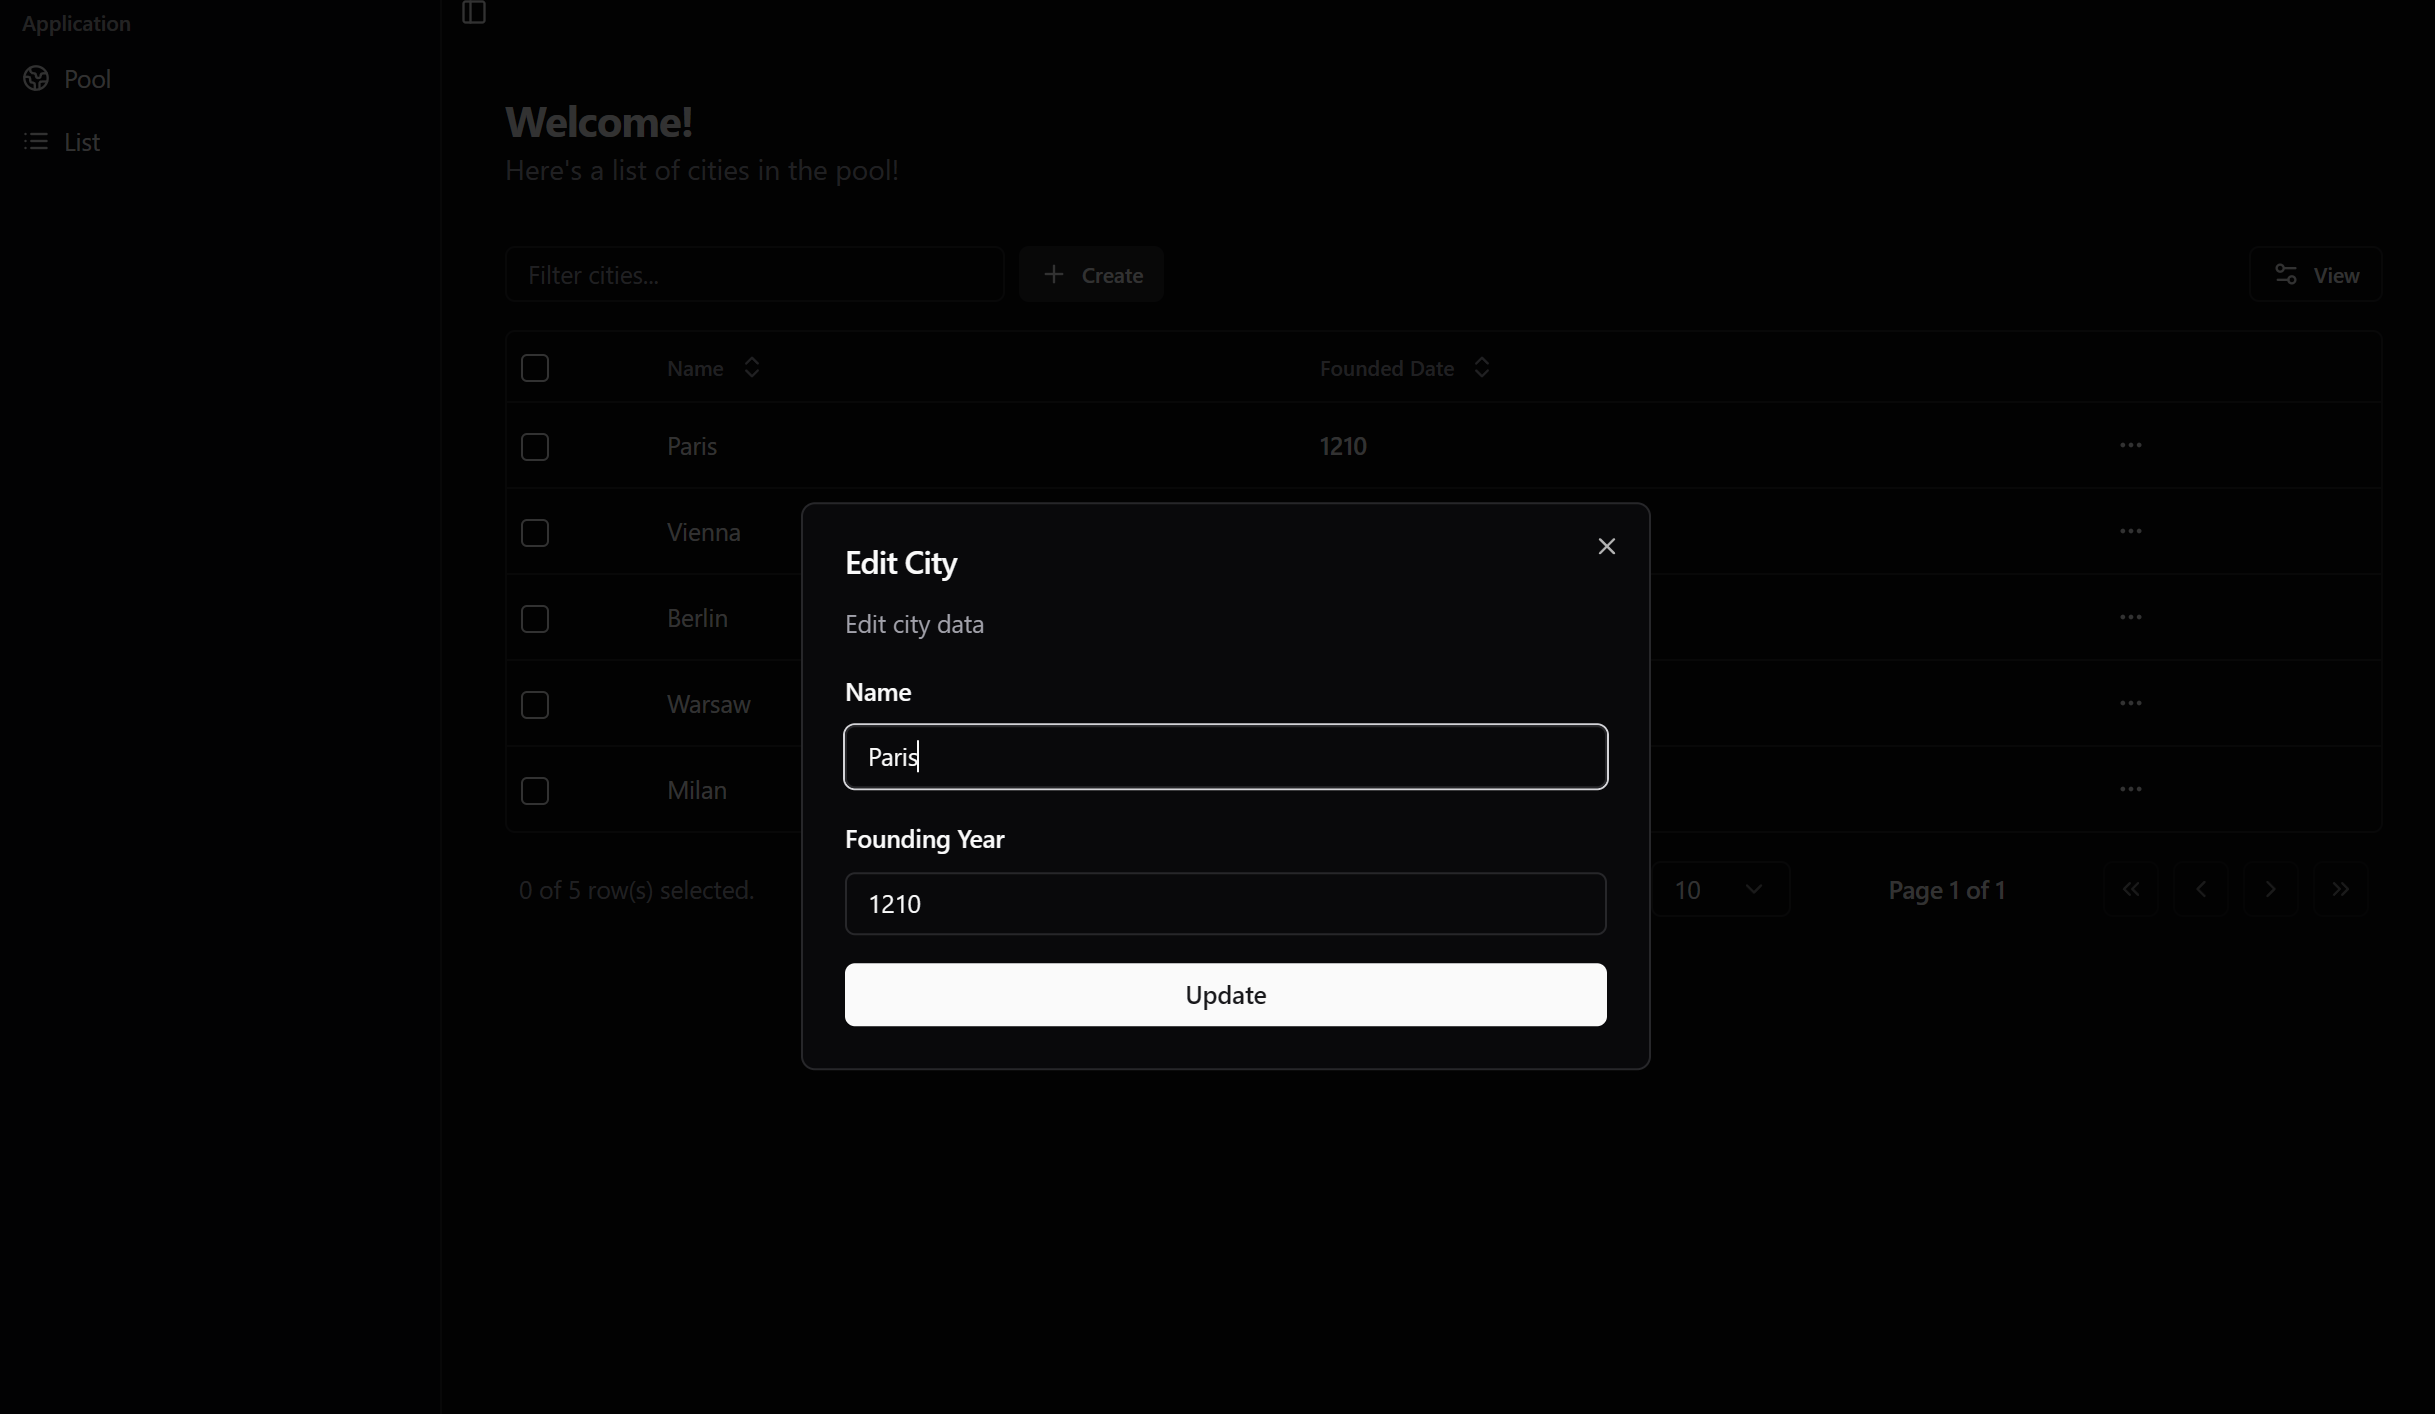 Application
Pool
List
Welcome!
Here's a list of cities in the pool!
Filter cities...
Create
View
Name
Founded Date
Paris
1210
Vienna
Berlin
Warsaw
Milan
0 of 5 row(s) selected.
10
Page 1 of 1
Edit City
Edit city data
Name
Paris
Founding Year
1210
Update